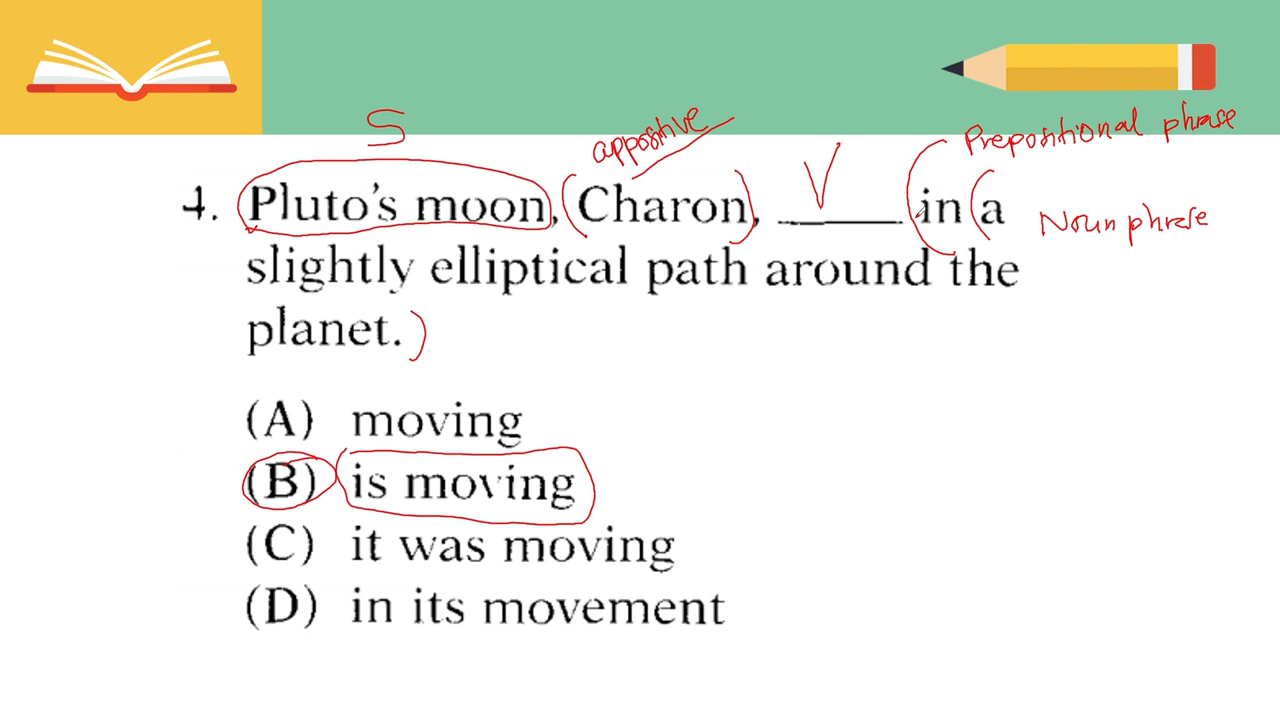 S
appositive
Prepositional phrase
4. Pluto's moon, (Charon), ____ V (in (a
Noun phrase
slightly elliptical path around the
planet.)
(A) moving
(B) is moving
(C) it was moving
(D) in its movement